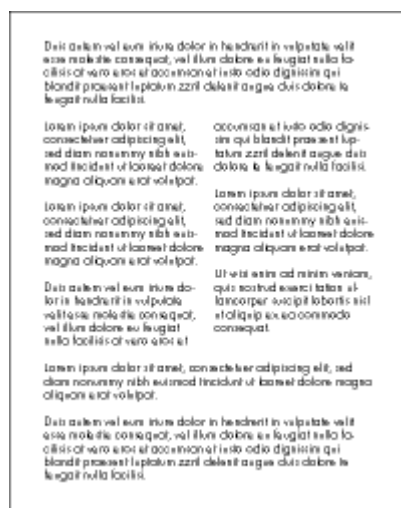 Duis autem vel eum iriure dolor in hendrerit in vulputate velit
esse molestie consequat, vel illum dolore eu feugiat nulla fa-
cilisis at vero eros et accumsan et iusto odio dignissim qui
blandit praesent luptatum zzril delenit augue duis dolore te
feugait nulla facilisi.
Lorem ipsum dolor sit amet,
consectetuer adipiscing elit,
sed diam nonummy nibh euis-
mod tincidunt ut laoreet dolore
magna aliquam erat volutpat.
Lorem ipsum dolor sit amet,
consectetuer adipiscing elit,
sed diam nonummy nibh euis-
mod tincidunt ut laoreet dolore
magna aliquam erat volutpat.
Duis autem vel eum iriure do-
lor in hendrerit in vulputate
velit esse molestie consequat,
vel illum dolore eu feugiat
nulla facilisis at vero eros et
accumsan et iusto odio dignis-
sim qui blandit praesent lup-
tatum zzril delenit augue duis
dolore te feugait nulla facilisi.
Lorem ipsum dolor sit amet,
consectetuer adipiscing elit,
sed diam nonummy nibh euis-
mod tincidunt ut laoreet dolore
magna aliquam erat volutpat.
Ut wisi enim ad minim veniam,
quis nostrud exerci tation ul-
lamcorper suscipit lobortis nisl
ut aliquip ex ea commodo
consequat.
Lorem ipsum dolor sit amet, consectetuer adipiscing elit, sed
diam nonummy nibh euismod tincidunt ut laoreet dolore magna
aliquam erat volutpat.
Duis autem vel eum iriure dolor in hendrerit in vulputate velit
esse molestie consequat, vel illum dolore eu feugiat nulla fa-
cilisis at vero eros et accumsan et iusto odio dignissim qui
blandit praesent luptatum zzril delenit augue duis dolore te
feugait nulla facilisi.